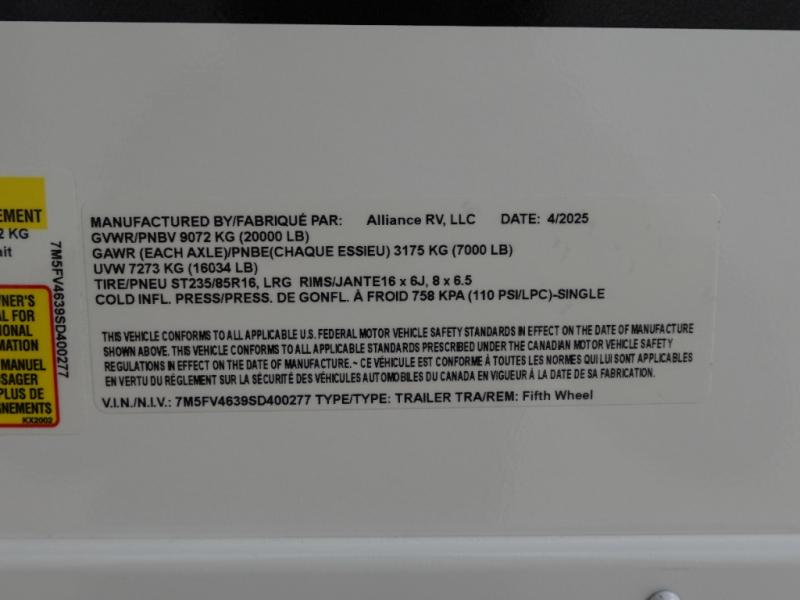 EMENT
2 KG
ait
7M5FV4639SD400277
NER'S
AL FOR
IONAL
MATION
MANUEL
USAGER
PLUS DE
GNEMENTS
KX2002
MANUFACTURED BY/FABRIQUÉ PAR: Alliance RV, LLC DATE: 4/2025
GVWR/PNBV 9072 KG (20000 LB)
GAWR (EACH AXLE)/PNBE(CHAQUE ESSIEU) 3175 KG (7000 LB)
UVW 7273 KG (16034 LB)
TIRE/PNEU ST235/85R16, LRG RIMS/JANTE16 x 6J, 8 x 6.5
COLD INFL. PRESS/PRESS. DE GONFL. À FROID 758 KPA (110 PSI/LPC)-SINGLE
THIS VEHICLE CONFORMS TO ALL APPLICABLE U.S. FEDERAL MOTOR VEHICLE SAFETY STANDARDS IN EFFECT ON THE DATE OF MANUFACTURE
SHOWN ABOVE. THIS VEHICLE CONFORMS TO ALL APPLICABLE STANDARDS PRESCRIBED UNDER THE CANADIAN MOTOR VEHICLE SAFETY
REGULATIONS IN EFFECT ON THE DATE OF MANUFACTURE. ~ CE VÉHICULE EST CONFORME À TOUTES LES NORMES QUI LUI SONT APPLICABLES
EN VERTU DU RÉGLEMENT SUR LA SÉCURITÉ DES VÉHICULES AUTOMOBILES DU CANADA EN VIGUEUR À LA DATE DE SA FABRICATION.
V.I.N./N.I.V.: 7M5FV4639SD400277 TYPE/TYPE: TRAILER TRA/REM: Fifth Wheel